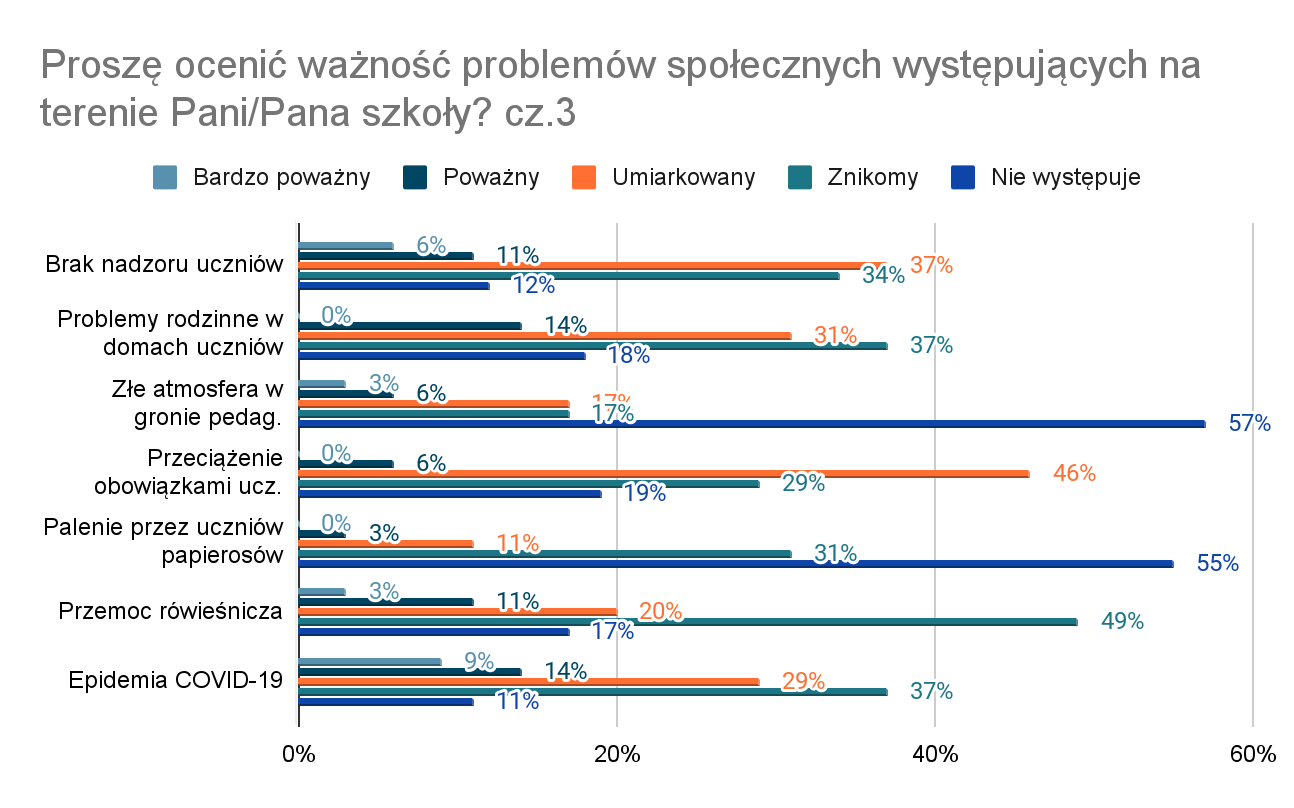 Proszę ocenić ważność problemów społecznych występujących na
terenie Pani/Pana szkoły? cz.3
Bardzo poważny Poważny Umiarkowany Znikomy Nie występuje
Brak nadzoru uczniów
6%
11%
37%
34%
12%
Problemy rodzinne w
domach uczniów
0%
14%
31%
37%
18%
Złe atmosfera w
gronie pedag.
3%
6%
17%
17%
57%
Przeciążenie
obowiązkami ucz.
0%
6%
46%
29%
19%
Palenie przez uczniów
papierosów
0%
3%
11%
31%
55%
Przemoc rówieśnicza
3%
11%
20%
49%
17%
Epidemia COVID-19
9%
14%
29%
37%
11%
0% 20% 40% 60%